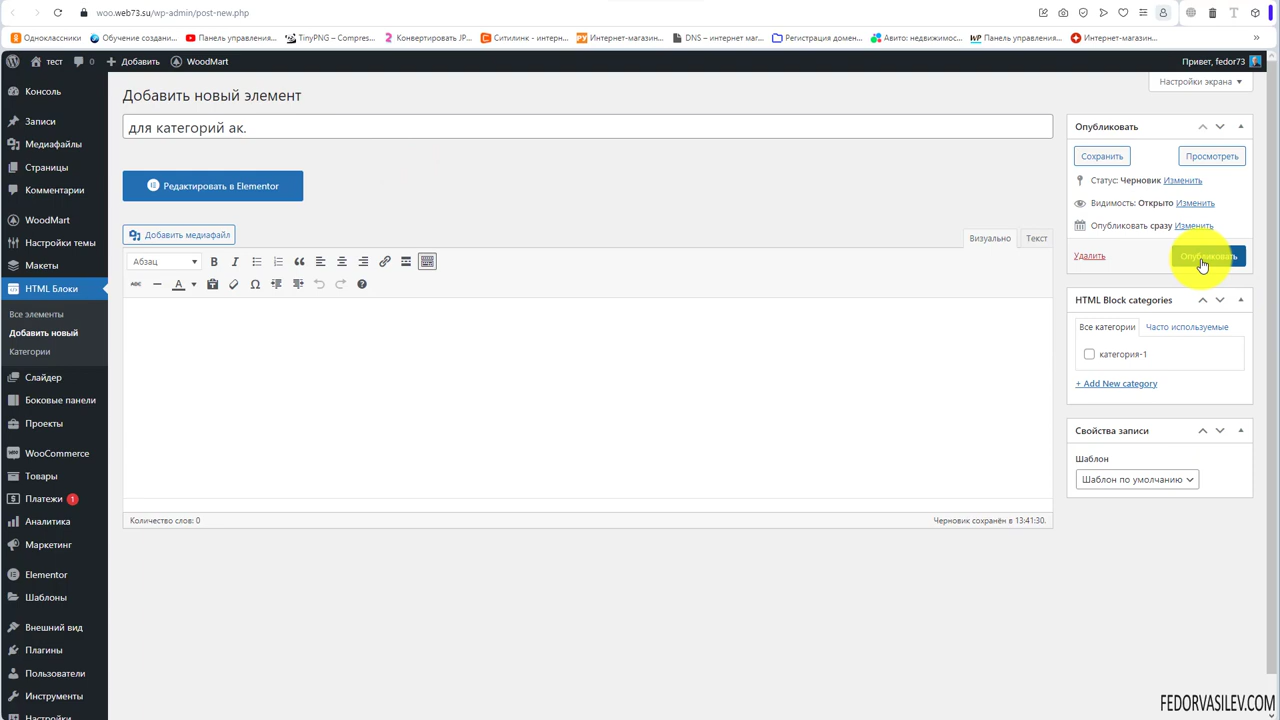 woo.web73.su/wp-admin/post-new.php
Одноклассники
Обучение создани...
Панель управления...
TinyPNG – Compres...
Конвертировать JP...
Ситилинк - интерн...
Интернет-магазин...
DNS – интернет маг...
Регистрация домен...
Авито: недвижимос...
Панель управления...
Интернет-магазин...
тест
0
Добавить
WoodMart
Привет, fedor73
Настройки экрана
Консоль
Записи
Медиафайлы
Страницы
Комментарии
WoodMart
Настройки темы
Макеты
HTML Блоки
Все элементы
Добавить новый
Категории
Слайдер
Боковые панели
Проекты
WooCommerce
Товары
Платежи 1
Аналитика
Маркетинг
Elementor
Шаблоны
Внешний вид
Плагины
Пользователи
Инструменты
Настройки
Добавить новый элемент
для категорий ак.
Редактировать в Elementor
Добавить медиафайл
Визуально
Текст
Абзац
Количество слов: 0
Черновик сохранён в 13:41:30.
Опубликовать
Сохранить
Просмотреть
Статус: Черновик Изменить
Видимость: Открыто Изменить
Опубликовать сразу Изменить
Удалить
Опубликовать
HTML Block categories
Все категории
Часто используемые
категория-1
+ Add New category
Свойства записи
Шаблон
Шаблон по умолчанию
FEDORVASILEV.COM